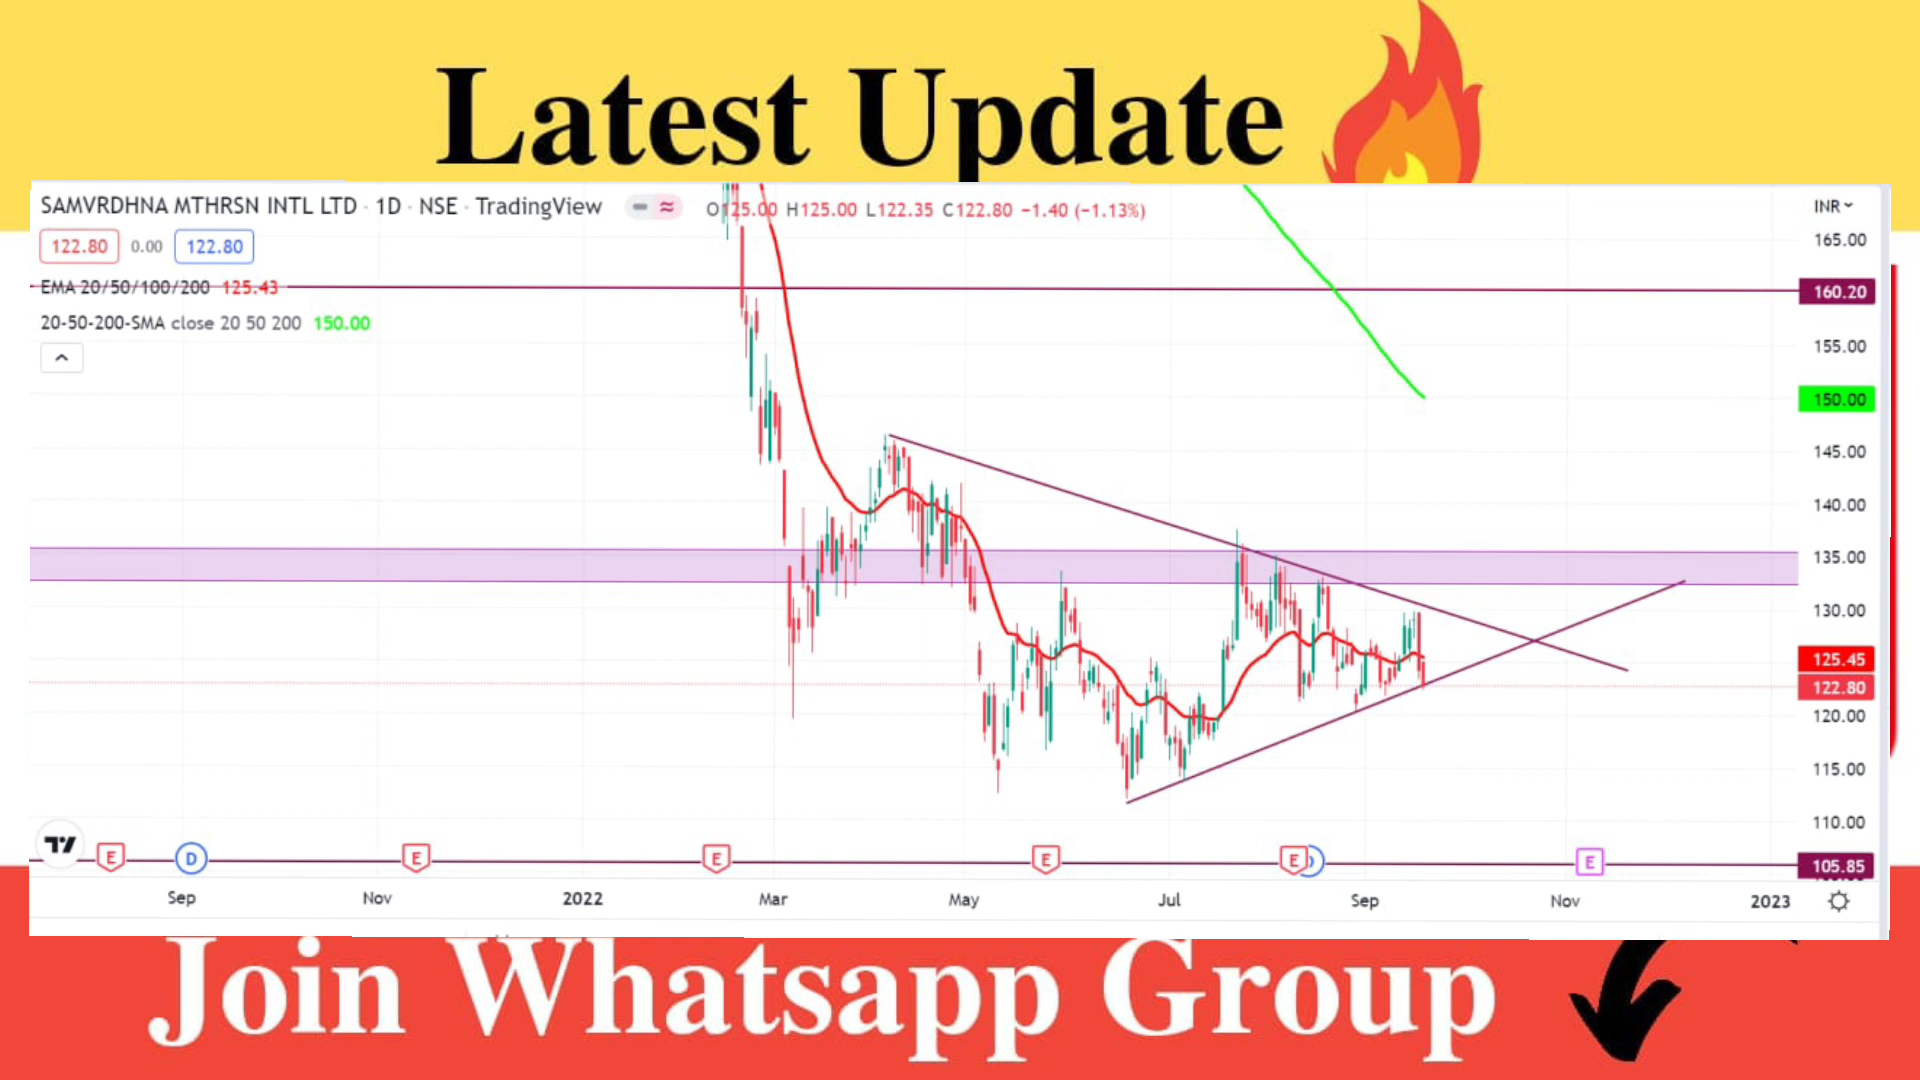 Latest Update
SAMVRDHNA MTHRSN INTL LTD · 1D · NSE · TradingView O125.00 H125.00 L122.35 C122.80 −1.40 (−1.13%)
INR
122.80 0.00 122.80
EMA 20/50/100/200 125.43
20-50-200-SMA close 20 50 200 150.00
165.00
160.20
155.00
150.00
145.00
140.00
135.00
130.00
125.45
122.80
120.00
115.00
110.00
105.85
E D E E E E E
Sep Nov 2022 Mar May Jul Sep Nov 2023
Join Whatsapp Group